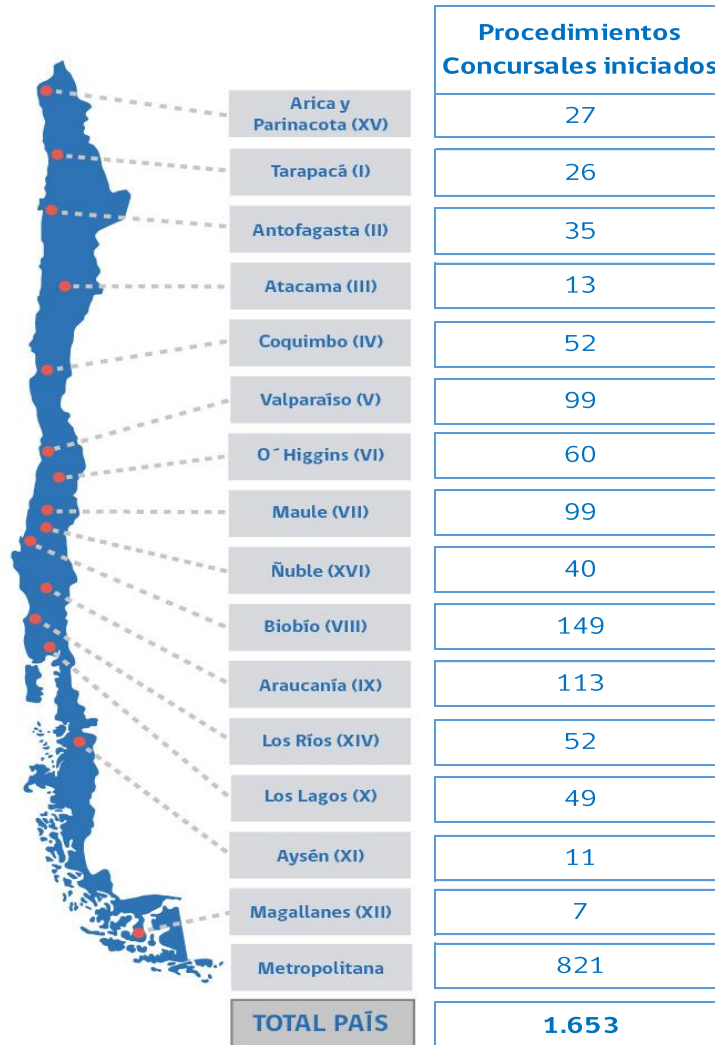 Procedimientos
Concursales iniciados
Arica y
Parinacota (XV)
27
Tarapacá (I)
26
Antofagasta (II)
35
Atacama (III)
13
Coquimbo (IV)
52
Valparaíso (V)
99
O´Higgins (VI)
60
Maule (VII)
99
Ñuble (XVI)
40
Biobío (VIII)
149
Araucanía (IX)
113
Los Ríos (XIV)
52
Los Lagos (X)
49
Aysén (XI)
11
Magallanes (XII)
7
Metropolitana
821
TOTAL PAÍS
1.653